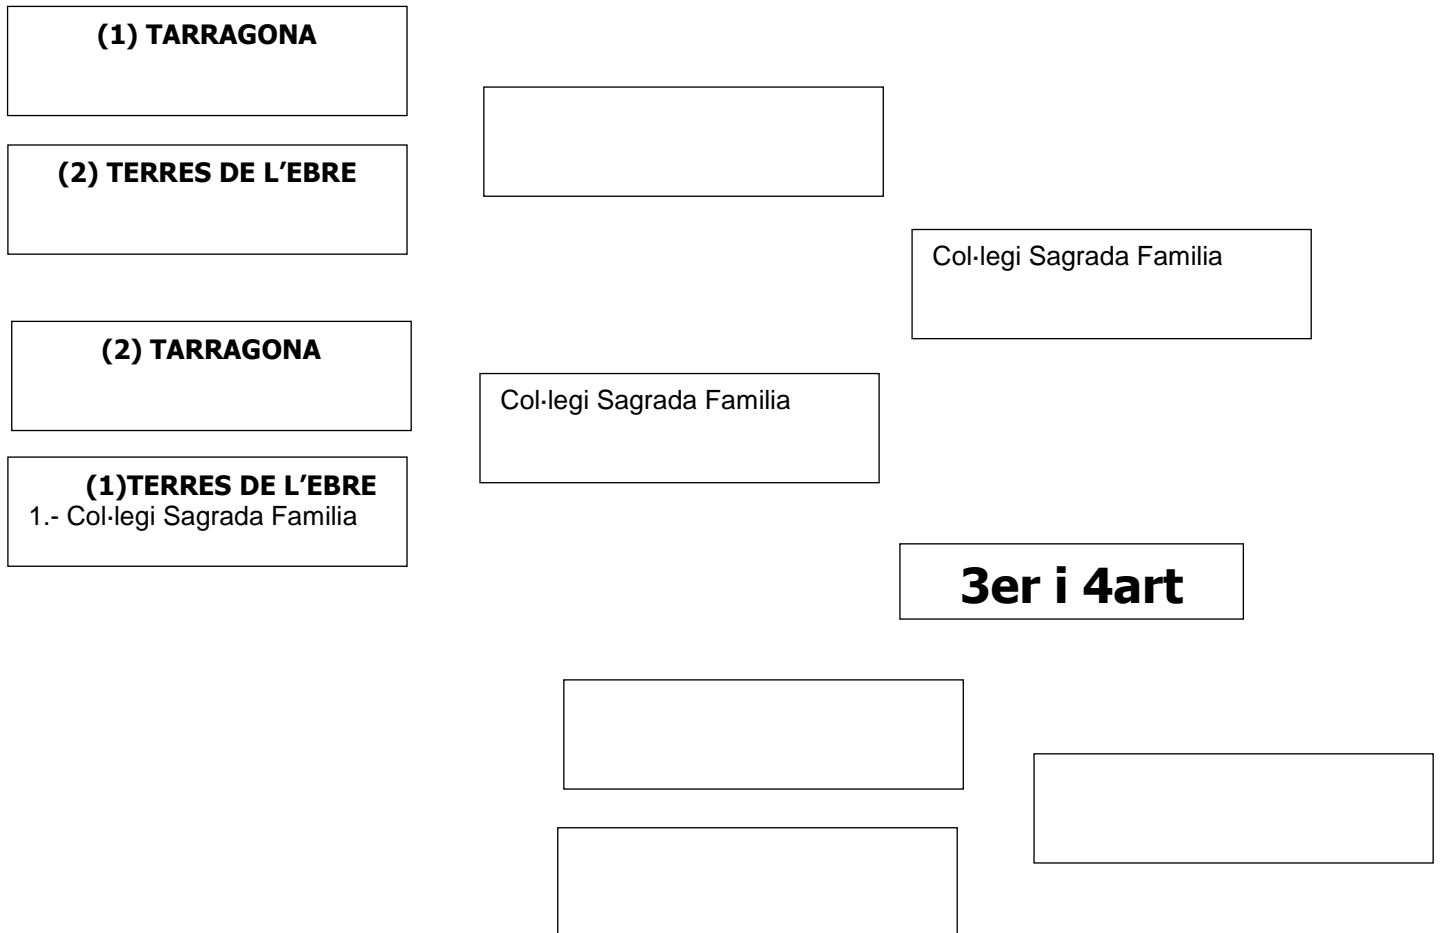 (1) TARRAGONA
(2) TERRES DE L’EBRE
Col·legi Sagrada Familia
(2) TARRAGONA
Col·legi Sagrada Familia
(1)TERRES DE L’EBRE
1.- Col·legi Sagrada Familia
3er i 4art